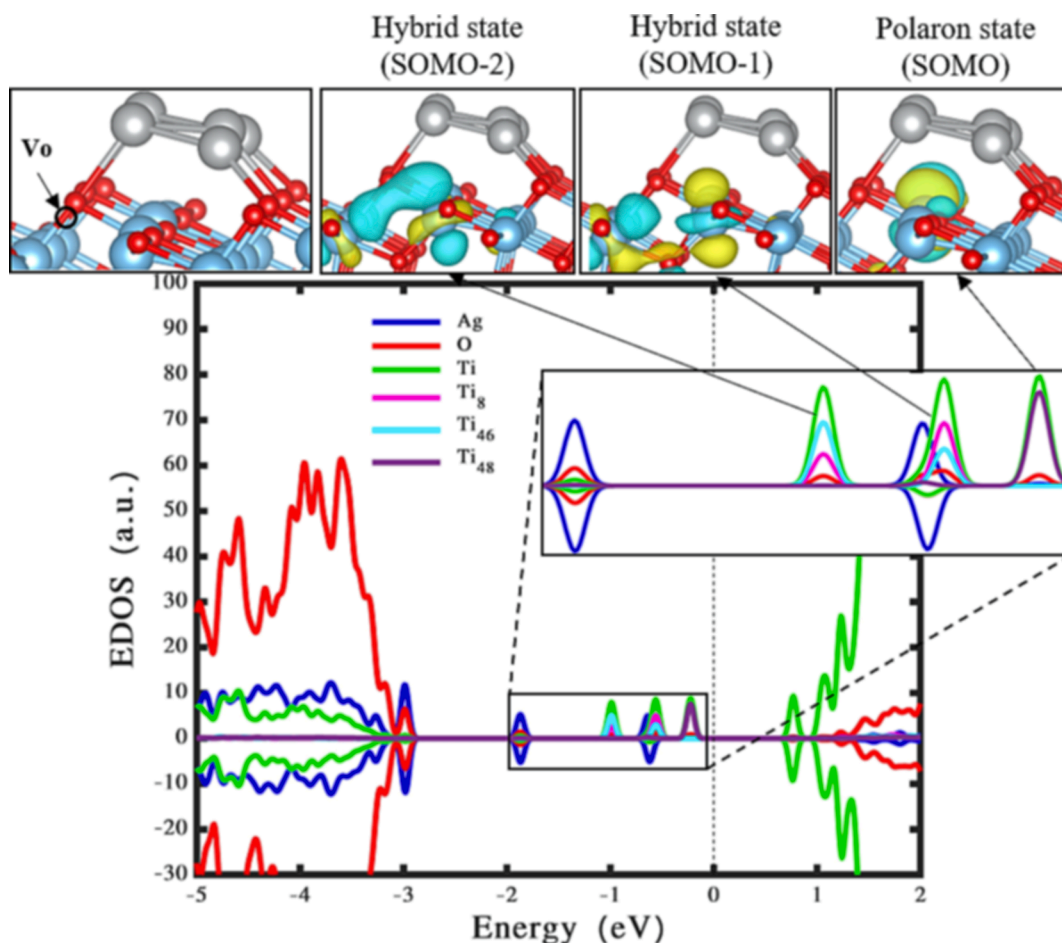 Hybrid state
(SOMO-2)
Hybrid state
(SOMO-1)
Polaron state
(SOMO)
Vo
100
90
80
70
60
50
40
30
20
10
0
-10
-20
-30
EDOS (a.u.)
Ag
O
Ti
Ti8
Ti46
Ti48
-5
-4
-3
-2
-1
0
1
2
Energy (eV)